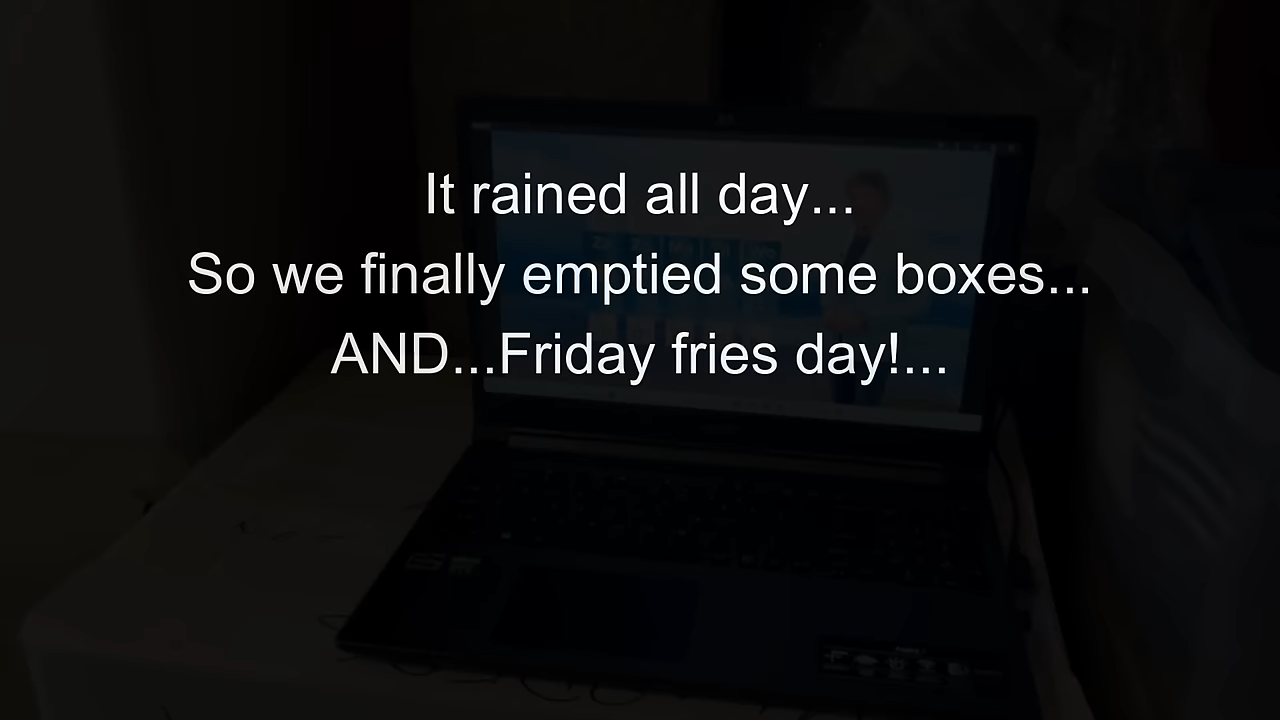 It rained all day...
So we finally emptied some boxes...
AND...Friday fries day!...